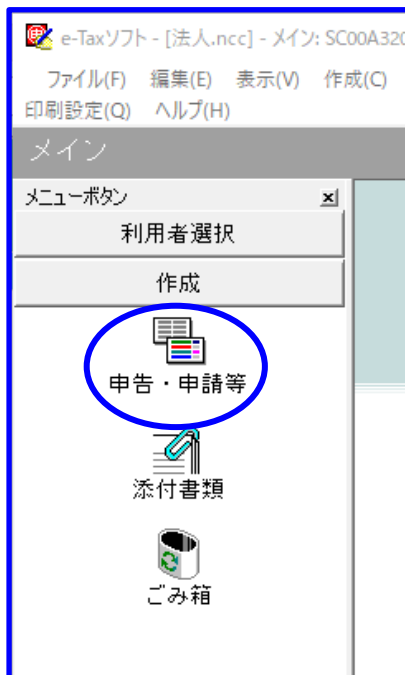 e-Taxソフト - [法人.ncc] - メイン: SC00A320
ファイル(F) 編集(E) 表示(V) 作成(C)
印刷設定(Q) ヘルプ(H)
メイン
メニューボタン
利用者選択
作成
申告・申請等
添付書類
ごみ箱